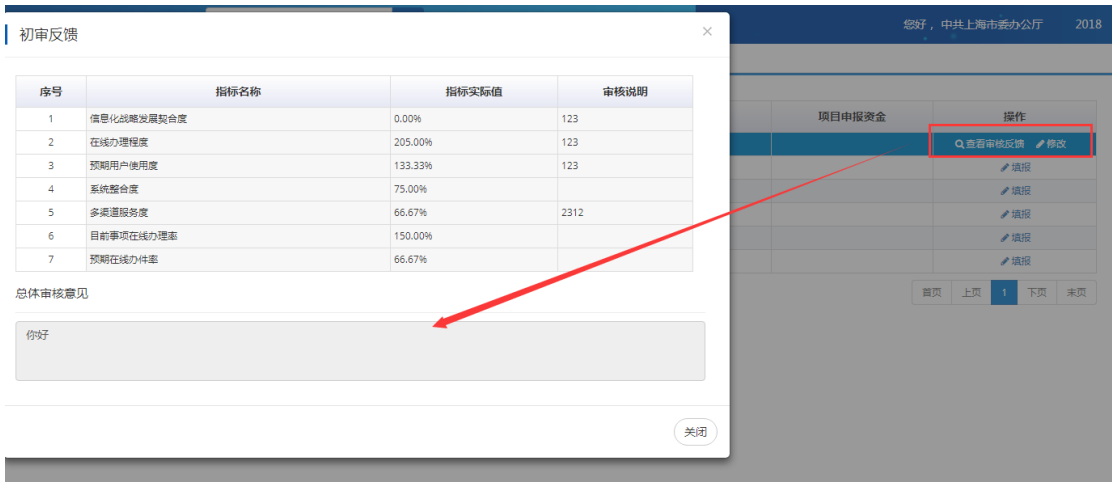 您好，中共上海市委办公厅 2018
初审反馈 ×
序号 指标名称 指标实际值 审核说明
1 信息化战略发展契合度 0.00% 123
2 在线办理程度 205.00% 123
3 预期用户使用度 133.33% 123
4 系统整合度 75.00%
5 多渠道服务度 66.67% 2312
6 目前事项在线办理率 150.00%
7 预期在线办件率 66.67%
总体审核意见
你好
关闭
项目申报资金 操作
查看审核反馈 修改
填报
填报
填报
填报
填报
首页 上页 1 下页 末页